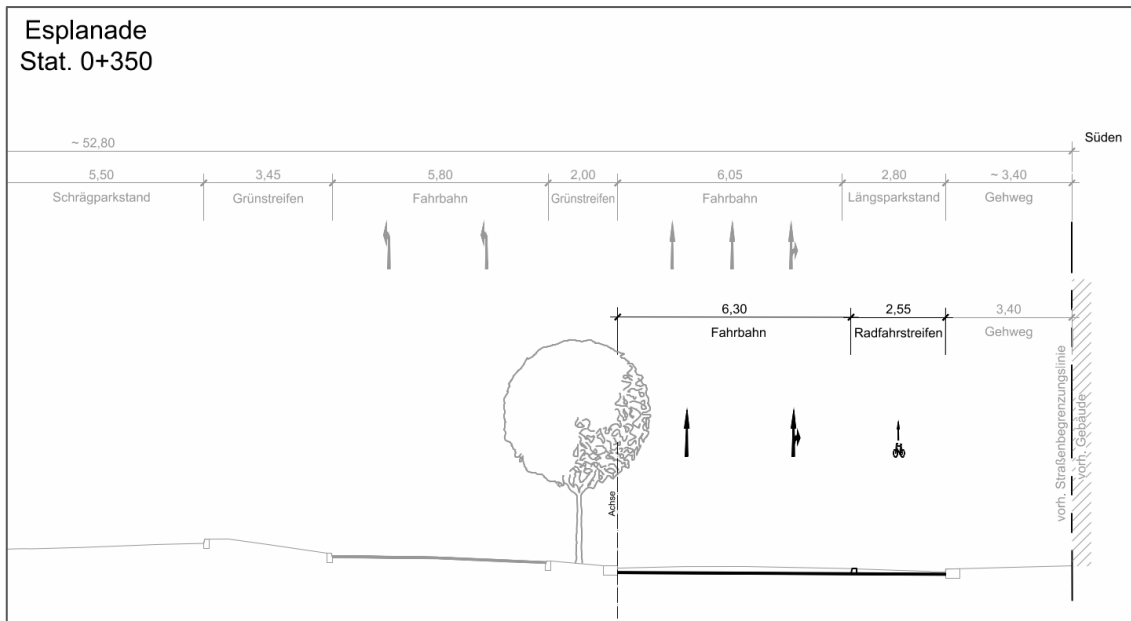 Esplanade
Stat. 0+350
Süden
~ 52,80
5,50 3,45 5,80 2,00 6,05 2,80 ~ 3,40
Schrägparkstand Grünstreifen Fahrbahn Grünstreifen Fahrbahn Längsparkstand Gehweg
6,30 2,55 3,40
Fahrbahn Radfahrstreifen Gehweg
Achse
vorh. Straßenbegrenzungslinie
vorh. Gebäude